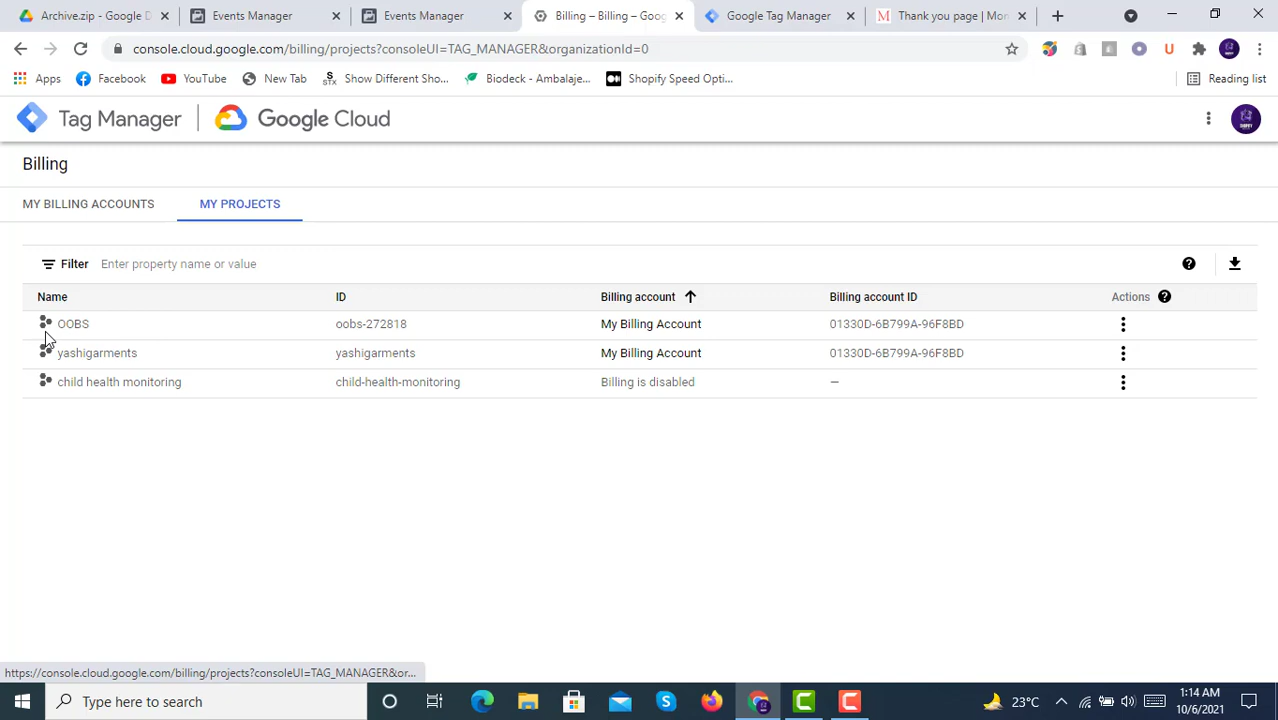 Archive.zip - Google D
Events Manager
Events Manager
Billing – Billing – Goog
Google Tag Manager
Thank you page | Mon
console.cloud.google.com/billing/projects?consoleUI=TAG_MANAGER&organizationId=0
Apps
Facebook
YouTube
New Tab
STX
Show Different Sho...
Biodeck - Ambalaje...
Shopify Speed Opti...
Reading list
Tag Manager
Google Cloud
Billing
MY BILLING ACCOUNTS
MY PROJECTS
Filter Enter property name or value
Name ID Billing account Billing account ID Actions
OOBS oobs-272818 My Billing Account 01330D-6B799A-96F8BD
yashigarments yashigarments My Billing Account 01330D-6B799A-96F8BD
child health monitoring child-health-monitoring Billing is disabled —
https://console.cloud.google.com/billing/projects?consoleUI=TAG_MANAGER&or...
Type here to search
23°C
1:14 AM
10/6/2021